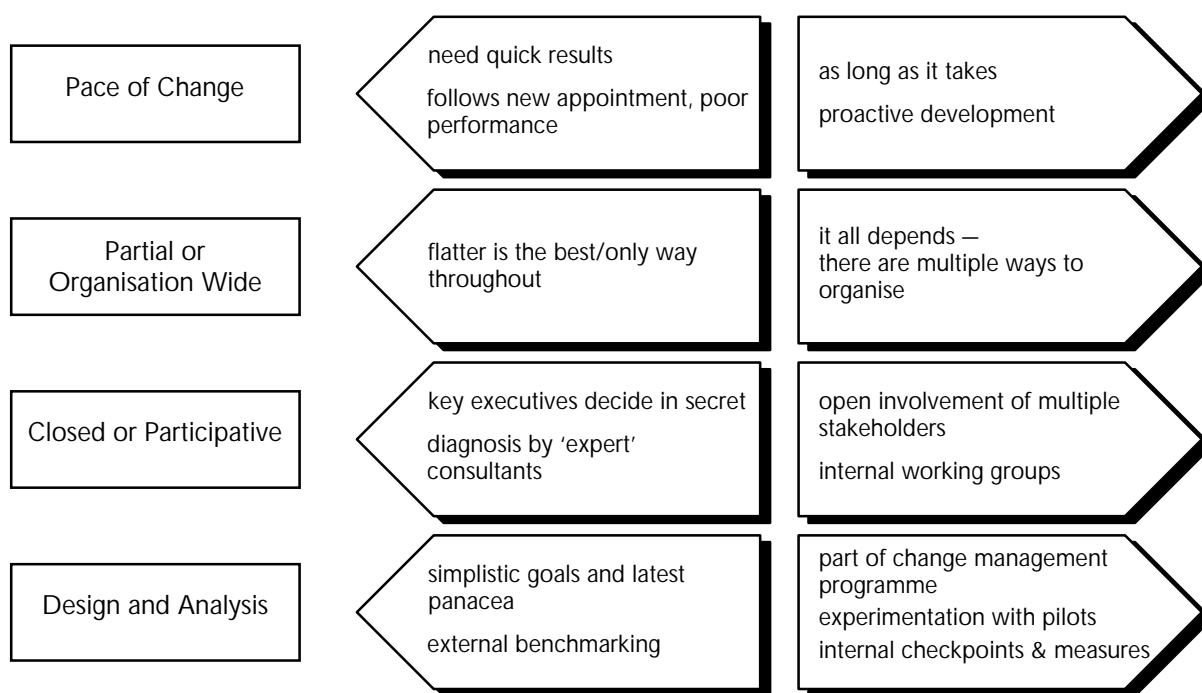 Pace of Change
need quick results
follows new appointment, poor
performance
as long as it takes
proactive development
Partial or
Organisation Wide
flatter is the best/only way
throughout
it all depends —
there are multiple ways to
organise
Closed or Participative
key executives decide in secret
diagnosis by ‘expert’
consultants
open involvement of multiple
stakeholders
internal working groups
Design and Analysis
simplistic goals and latest
panacea
external benchmarking
part of change management
programme
experimentation with pilots
internal checkpoints & measures